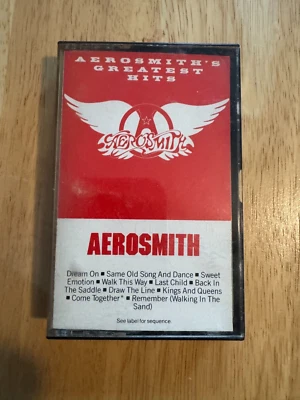 AEROSMITH'S
GREATEST
HITS
AEROSMITH
AEROSMITH
Dream On ■ Same Old Song And Dance ■ Sweet
Emotion ■ Walk This Way ■ Last Child ■ Back In
The Saddle ■ Draw The Line ■ Kings And Queens
■ Come Together* ■ Remember (Walking In The
Sand)
See label for sequence